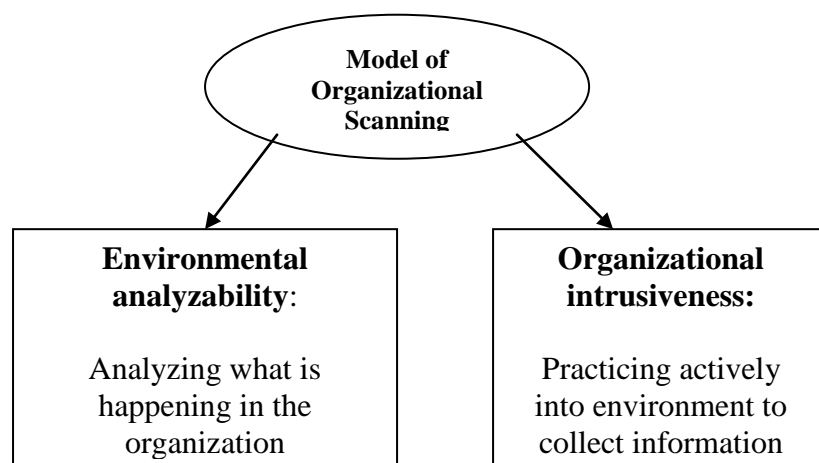 Model of
Organizational
Scanning
Environmental
analyzability:
Analyzing what is
happening in the
organization
Organizational
intrusiveness:
Practicing actively
into environment to
collect information